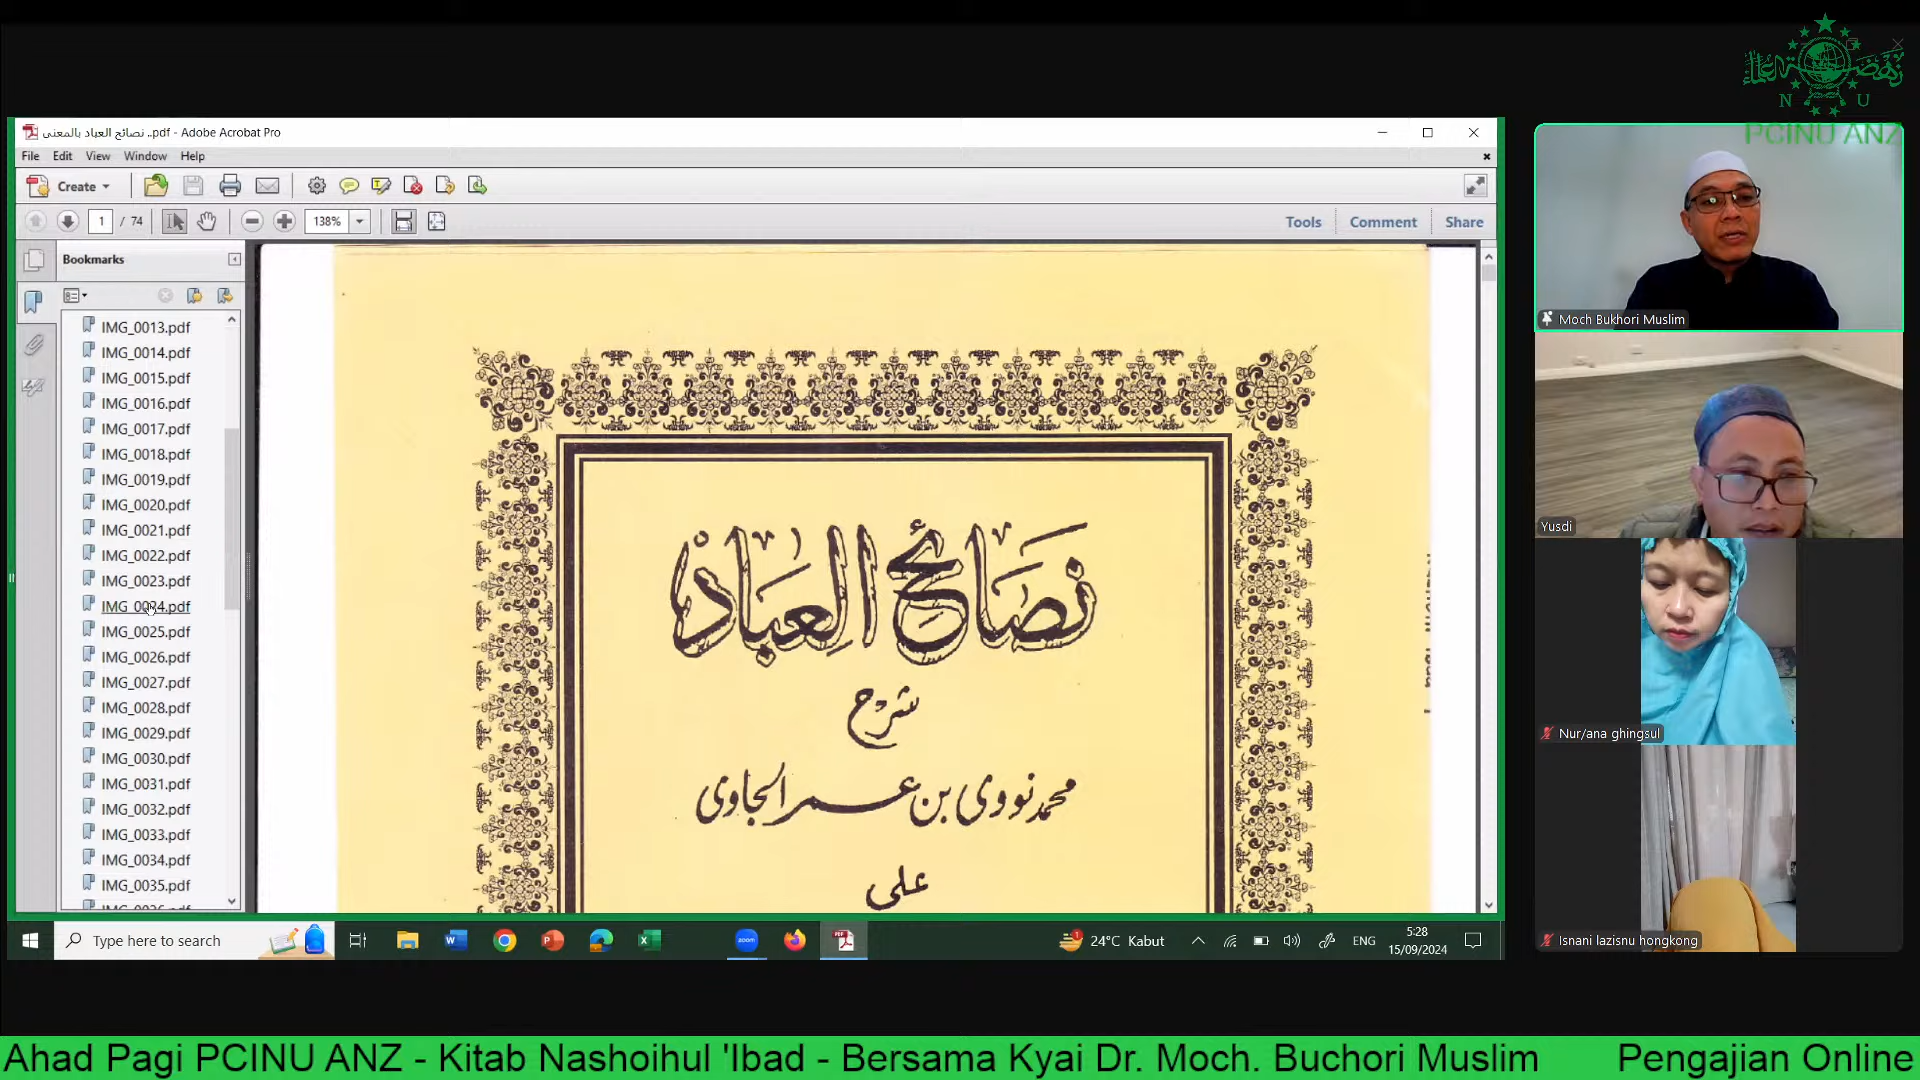 N U
PCINU ANZ
نصائح العباد بالمعنى ..pdf - Adobe Acrobat Pro
File Edit View Window Help
Create
1 / 74 138% Tools Comment Share
Bookmarks
IMG_0013.pdf
IMG_0014.pdf
IMG_0015.pdf
IMG_0016.pdf
IMG_0017.pdf
IMG_0018.pdf
IMG_0019.pdf
IMG_0020.pdf
IMG_0021.pdf
IMG_0022.pdf
IMG_0023.pdf
IMG_0024.pdf
IMG_0025.pdf
IMG_0026.pdf
IMG_0027.pdf
IMG_0028.pdf
IMG_0029.pdf
IMG_0030.pdf
IMG_0031.pdf
IMG_0032.pdf
IMG_0033.pdf
IMG_0034.pdf
IMG_0035.pdf
نصائح العباد
شرح
محمد نووى بن عمر الجاوى
على
Moch Bukhori Muslim
Yusdi
Nur/ana ghingsul
Isnani lazisnu hongkong
Type here to search
zoom
24°C Kabut
ENG
5:28
15/09/2024
Ahad Pagi PCINU ANZ - Kitab Nashoihul 'Ibad - Bersama Kyai Dr. Moch. Buchori Muslim Pengajian Online